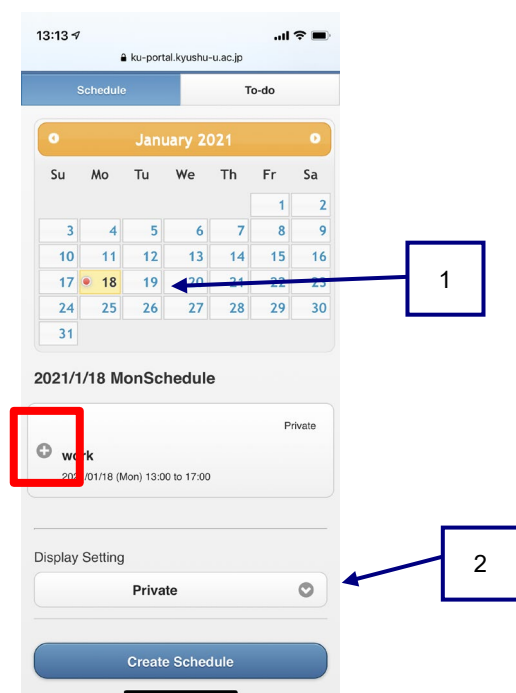 13:13
ku-portal.kyushu-u.ac.jp
Schedule To-do
January 2021
Su Mo Tu We Th Fr Sa
1 2
3 4 5 6 7 8 9
10 11 12 13 14 15 16
17 18 19 20 21 22 23
24 25 26 27 28 29 30
31
1
2021/1/18 MonSchedule
Private
work
2021/01/18 (Mon) 13:00 to 17:00
Display Setting
Private
2
Create Schedule